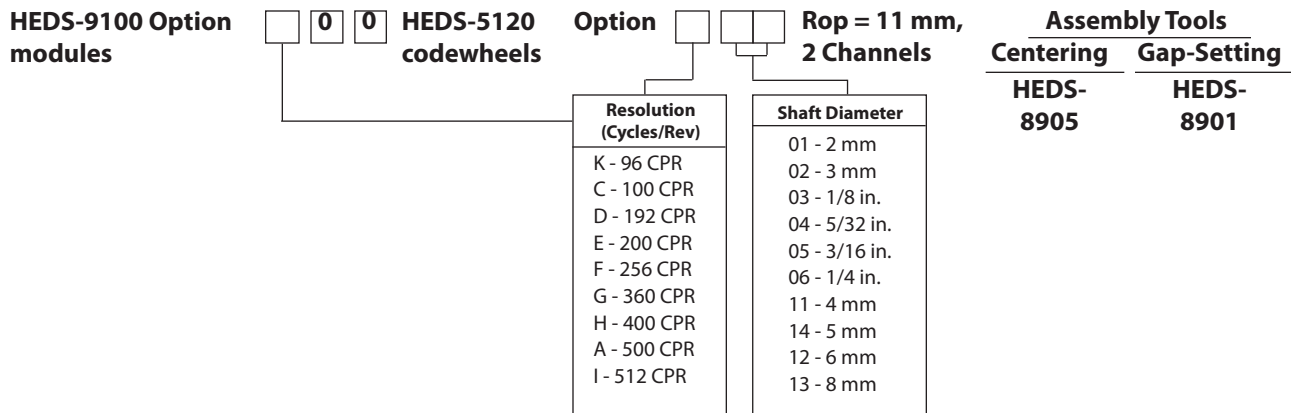 HEDS-9100 Option modules
0 0
HEDS-5120 codewheels
Option
Rop = 11 mm, 2 Channels
Assembly Tools
Centering Gap-Setting
HEDS-8905 HEDS-8901
Resolution (Cycles/Rev)
K - 96 CPR
C - 100 CPR
D - 192 CPR
E - 200 CPR
F - 256 CPR
G - 360 CPR
H - 400 CPR
A - 500 CPR
I - 512 CPR
Shaft Diameter
01 - 2 mm
02 - 3 mm
03 - 1/8 in.
04 - 5/32 in.
05 - 3/16 in.
06 - 1/4 in.
11 - 4 mm
14 - 5 mm
12 - 6 mm
13 - 8 mm